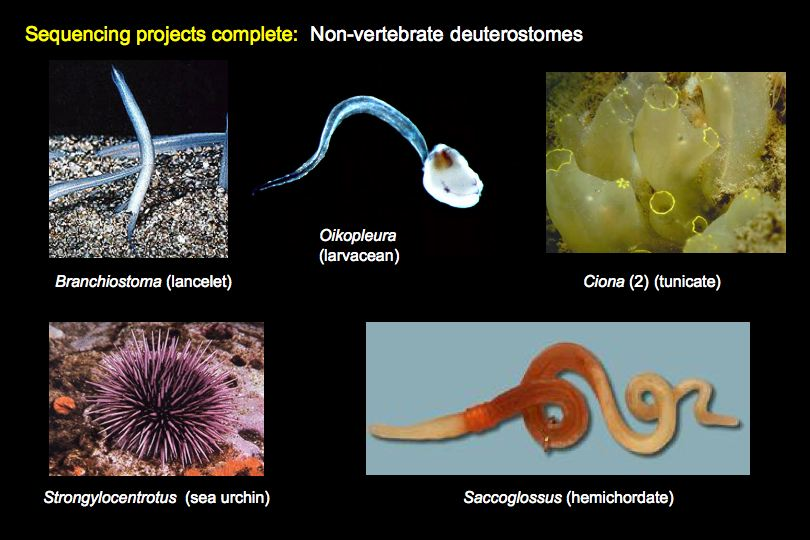 Sequencing projects complete: Non-vertebrate deuterostomes
Oikopleura
(larvacean)
Branchiostoma (lancelet)
Ciona (2) (tunicate)
Strongylocentrotus (sea urchin)
Saccoglossus (hemichordate)